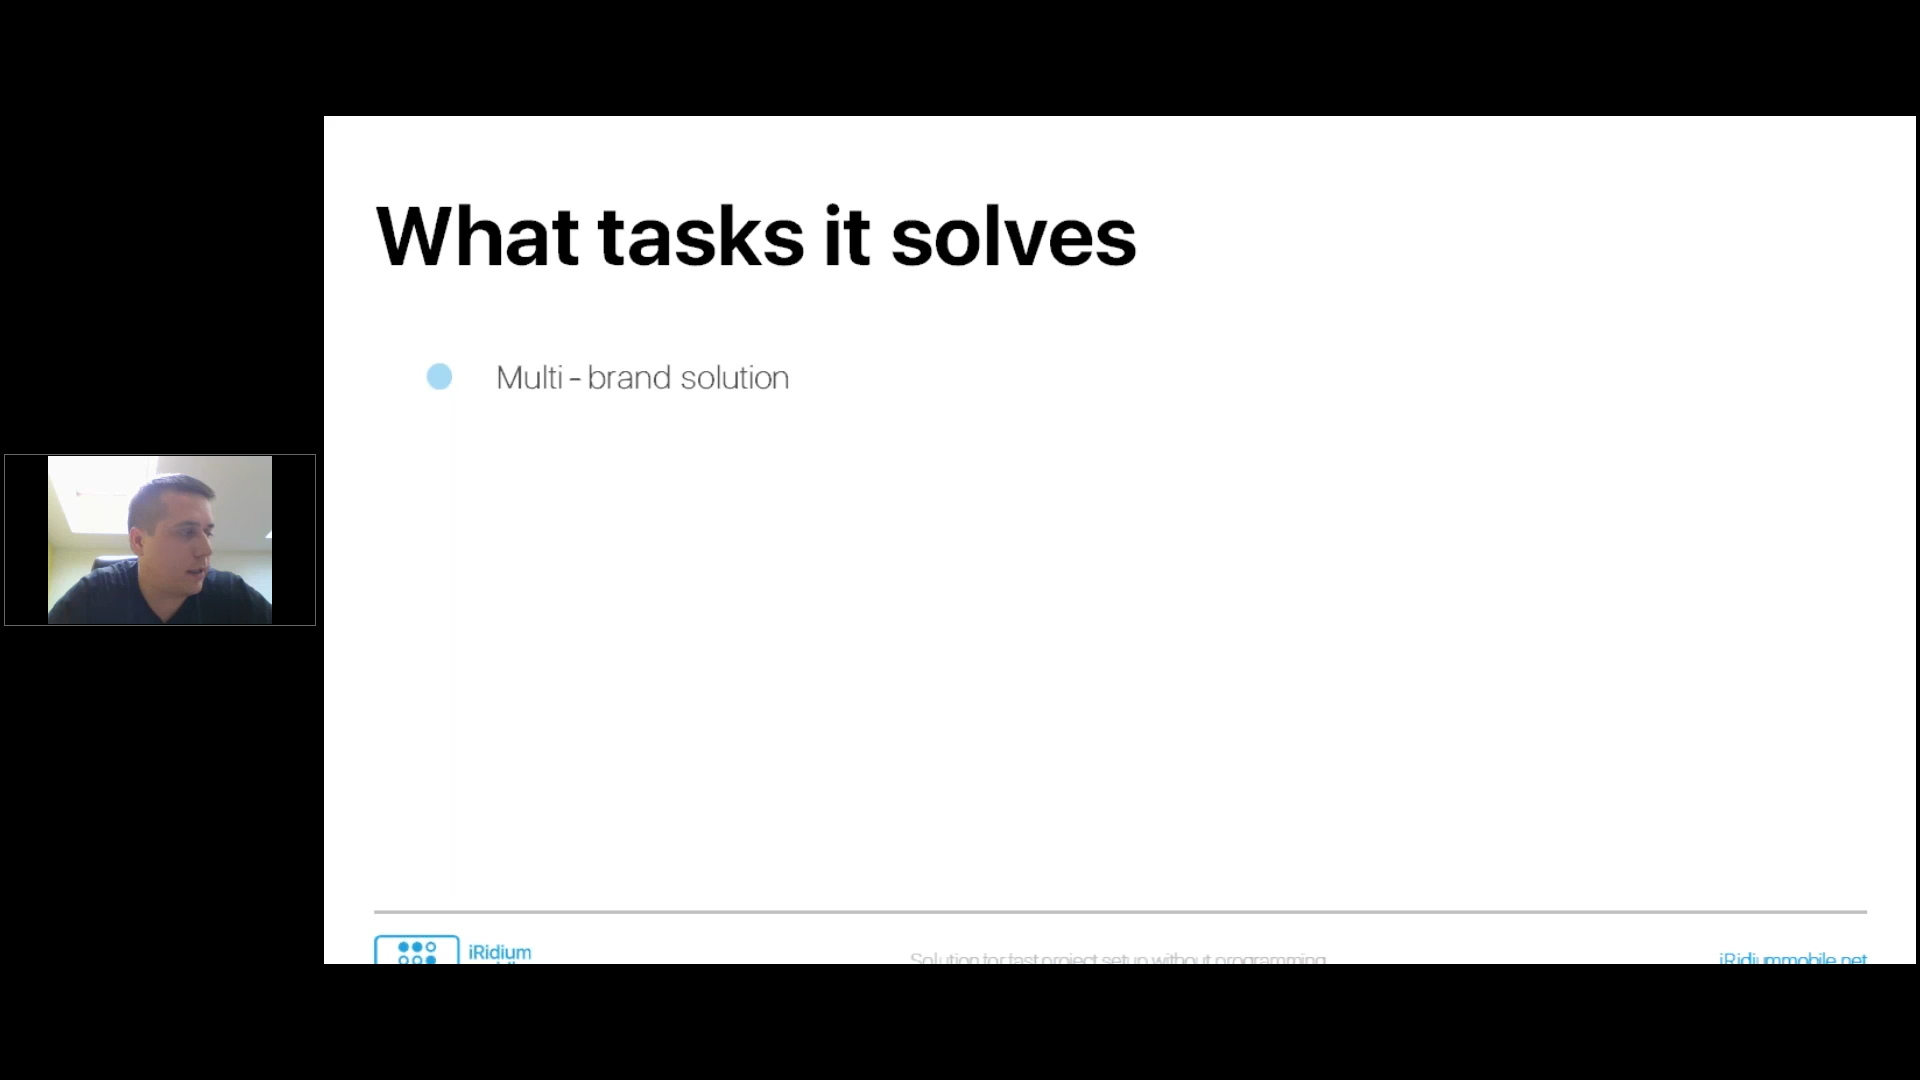 What tasks it solves
Multi - brand solution
iRidium
Solution for fast project setup without programming
iRidiummobile.net